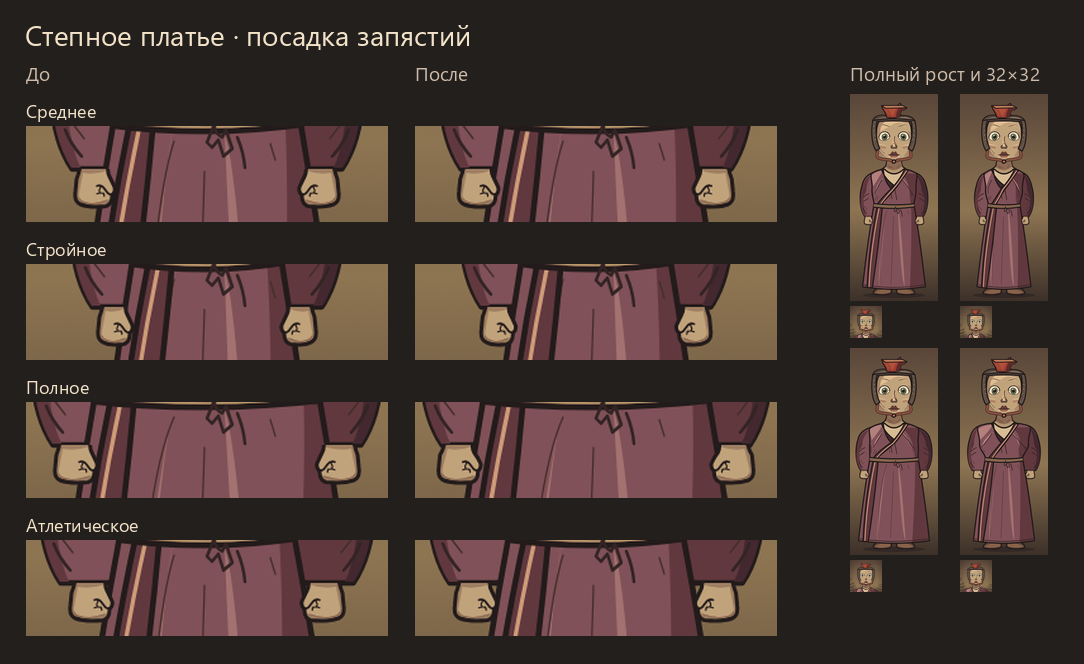 Степное платье · посадка запястий
До
После
Полный рост и 32×32
Среднее
Стройное
Полное
Атлетическое